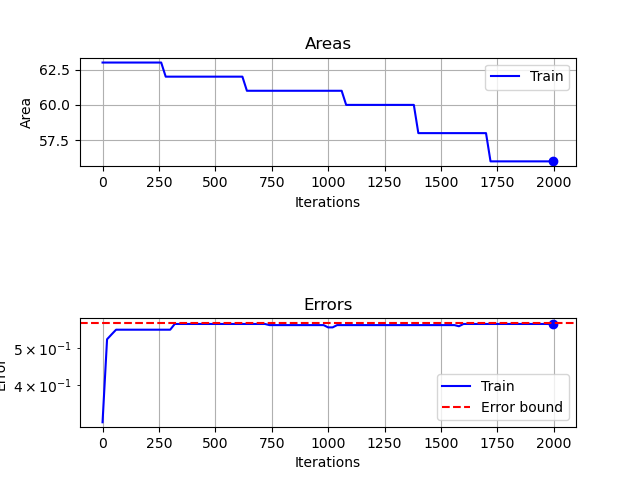 Areas
Area
62.5
60.0
57.5
Train
0 250 500 750 1000 1250 1500 1750 2000
Iterations
Errors
Error
5 × 10⁻¹
4 × 10⁻¹
Train
Error bound
0 250 500 750 1000 1250 1500 1750 2000
Iterations